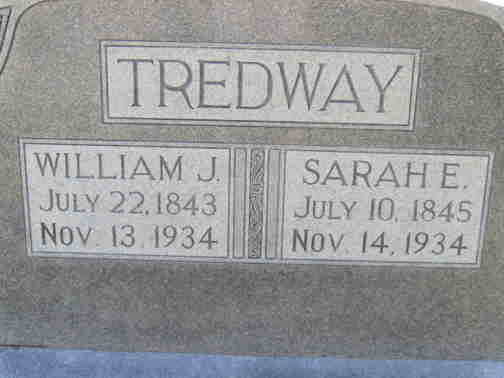 TREDWAY
WILLIAM J.
JULY 22, 1843
NOV. 13, 1934
SARAH E.
JULY 10, 1845
NOV. 14, 1934